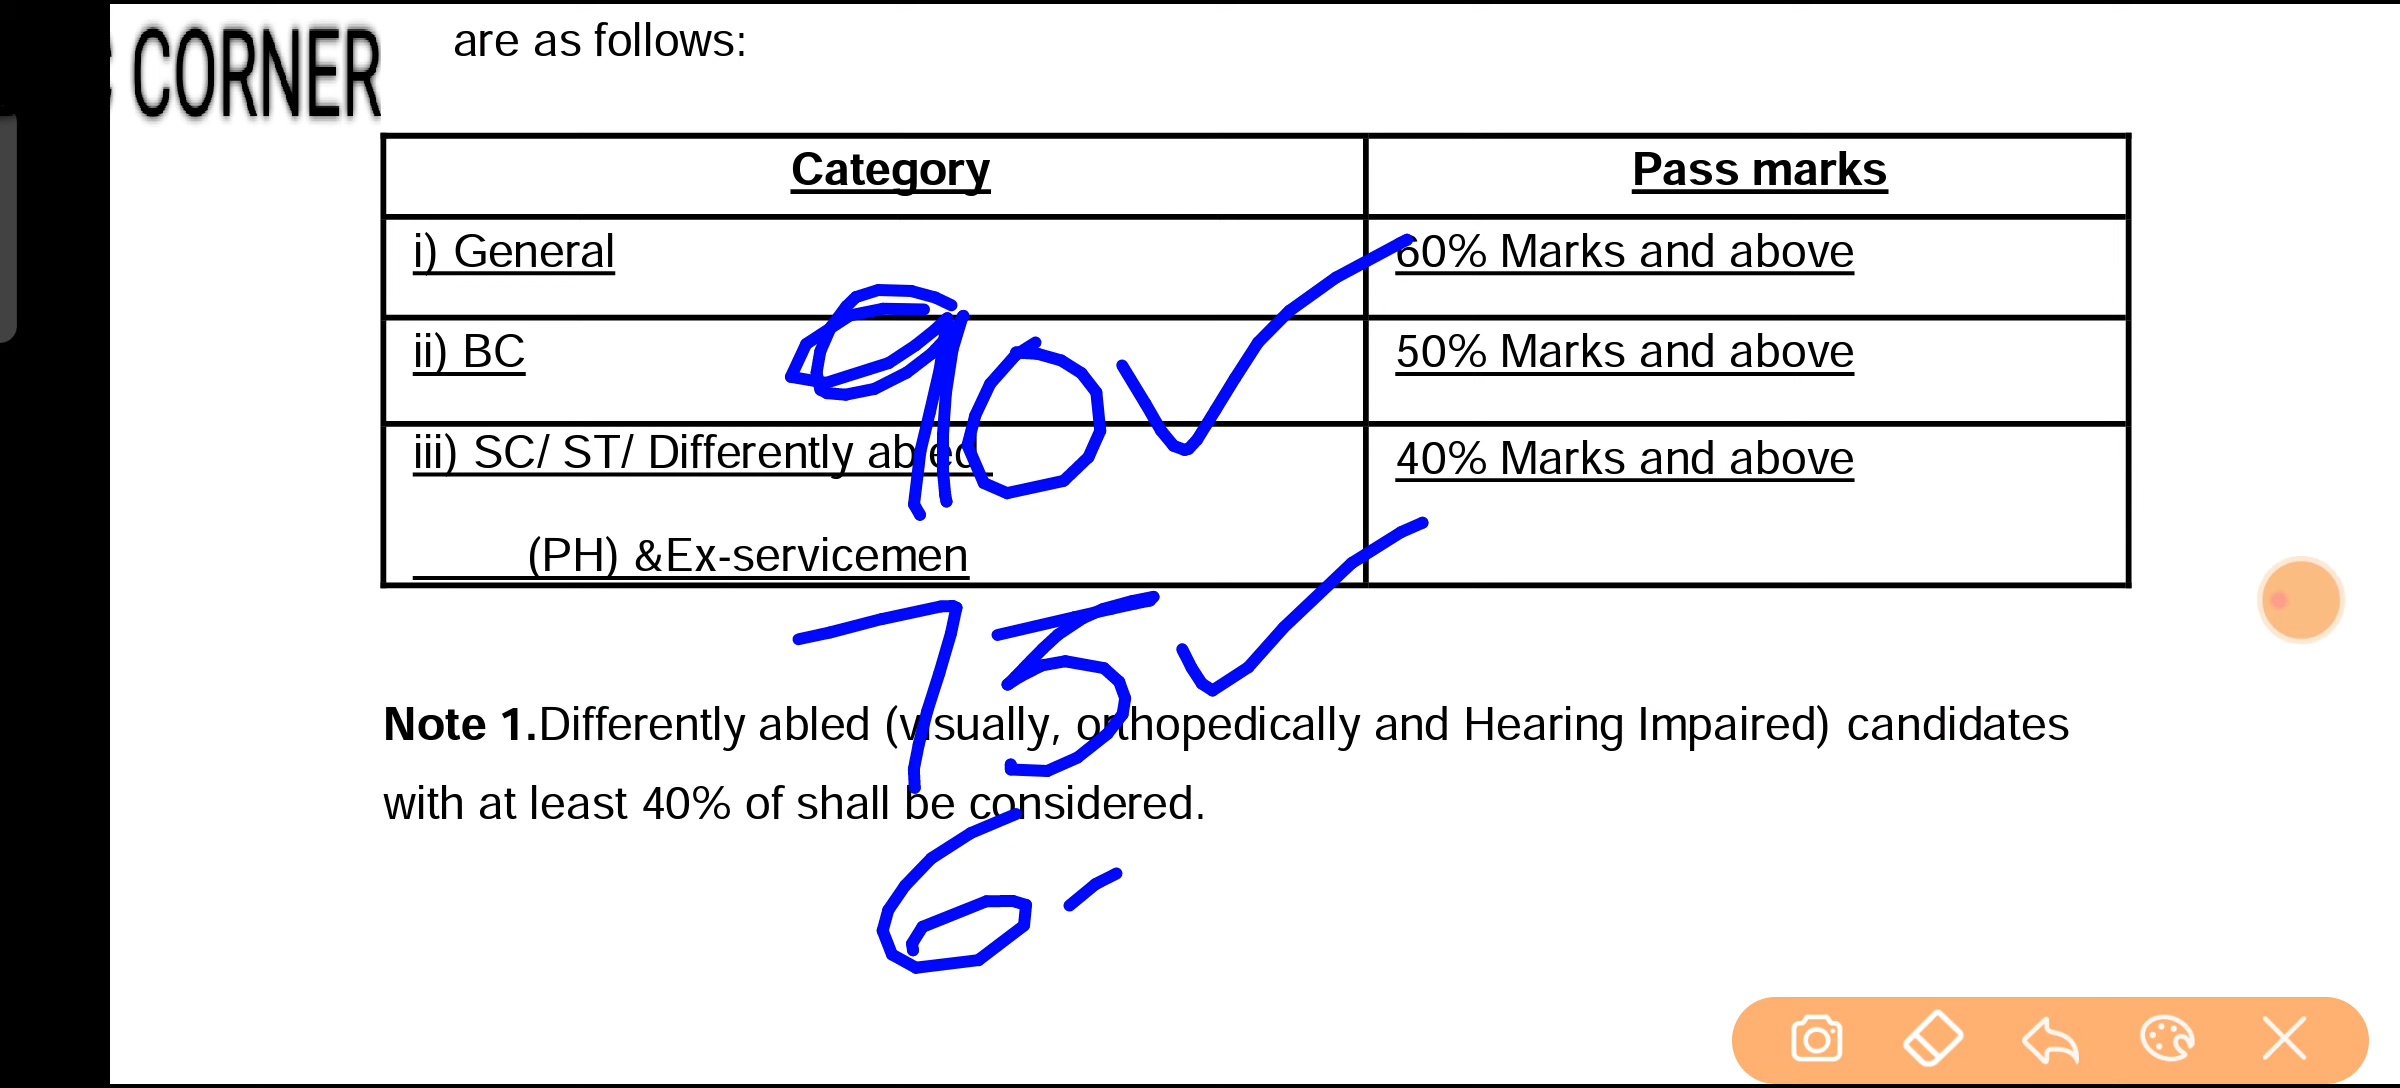 CORNER
are as follows:
Category Pass marks
i) General 60% Marks and above
ii) BC 50% Marks and above
iii) SC/ ST/ Differently abled 40% Marks and above
(PH) &Ex-servicemen
90
75
Note 1.Differently abled (visually, orthopedically and Hearing Impaired) candidates
with at least 40% of shall be considered.
6